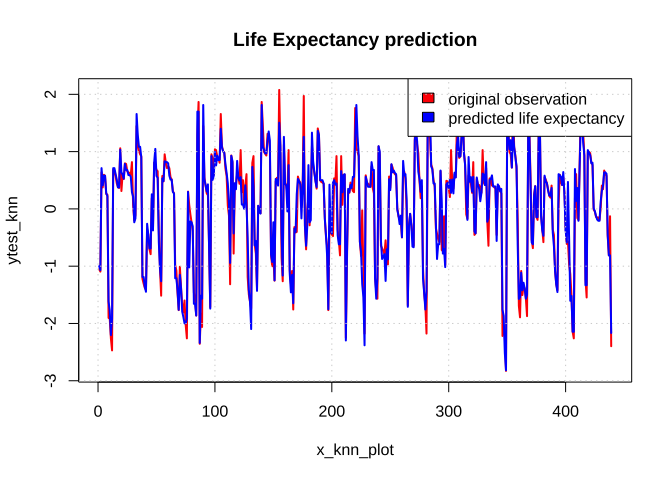 Life Expectancy prediction
original observation
predicted life expectancy
ytest_knn
2
1
0
-1
-2
-3
0 100 200 300 400
x_knn_plot